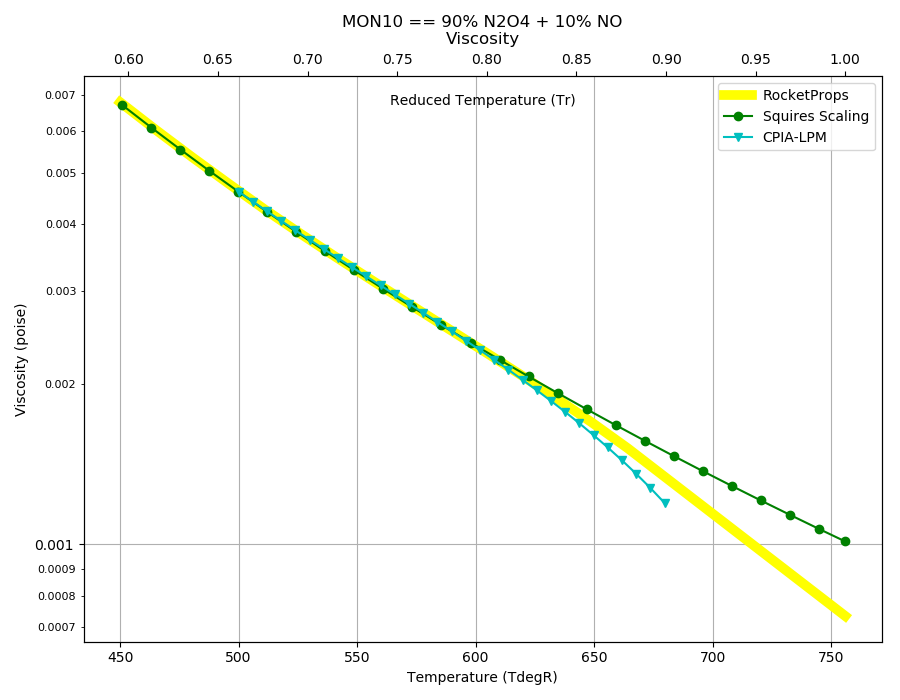 MON10 == 90% N2O4 + 10% NO
Viscosity
0.60 0.65 0.70 0.75 0.80 0.85 0.90 0.95 1.00
Reduced Temperature (Tr)
RocketProps
Squires Scaling
CPIA-LPM
Viscosity (poise)
0.007
0.006
0.005
0.004
0.003
0.002
0.001
0.0009
0.0008
0.0007
450 500 550 600 650 700 750
Temperature (TdegR)